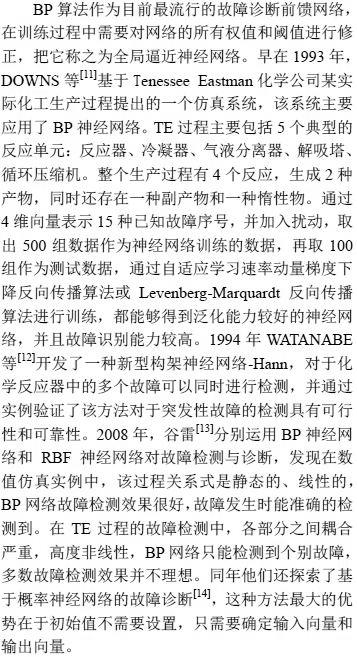 BP 算法作为目前最流行的故障诊断前馈网络，
在训练过程中需要对网络的所有权值和阈值进行修
正，把它称之为全局逼近神经网络。早在 1993 年，
DOWNS 等[11]基于 Tenessee Eastman 化学公司某实
际化工生产过程提出的一个仿真系统，该系统主要
应用了 BP 神经网络。TE 过程主要包括 5 个典型的
反应单元：反应器、冷凝器、气液分离器、解吸塔、
循环压缩机。整个生产过程有 4 个反应，生成 2 种
产物，同时还存在一种副产物和一种惰性物。通过
4 维向量表示 15 种已知故障序号，并加入扰动，取
出 500 组数据作为神经网络训练的数据，再取 100
组作为测试数据，通过自适应学习速率动量梯度下
降反向传播算法或 Levenberg-Marquardt 反向传播
算法进行训练，都能够得到泛化能力较好的神经网
络，并且故障识别能力较高。1994 年 WATANABE
等[12]开发了一种新型构架神经网络-Hann，对于化
学反应器中的多个故障可以同时进行检测，并通过
实例验证了该方法对于突发性故障的检测具有可行
性和可靠性。2008 年，谷雷[13]分别运用 BP 神经网
络和 RBF 神经网络对故障检测与诊断，发现在数
值仿真实例中，该过程关系式是静态的、线性的，
BP 网络故障检测效果很好，故障发生时能准确的检
测到。在 TE 过程的故障检测中，各部分之间耦合
严重，高度非线性，BP 网络只能检测到个别故障，
多数故障检测效果并不理想。同年他们还探索了基
于概率神经网络的故障诊断[14]，这种方法最大的优
势在于初始值不需要设置，只需要确定输入向量和
输出向量。